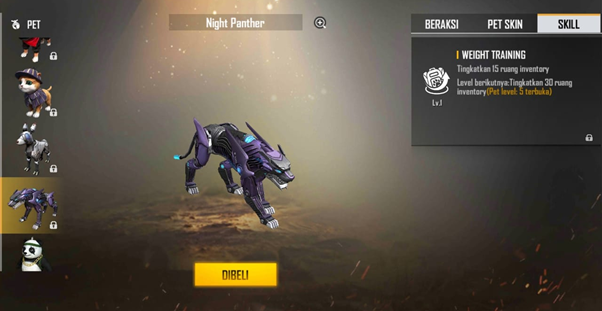 PET
Night Panther
BERAKSI
PET SKIN
SKILL
WEIGHT TRAINING
Tingkatkan 15 ruang inventory
Level berikutnya:Tingkatkan 30 ruang
inventory(Pet level: 5 terbuka)
Lv.1
DIBELI